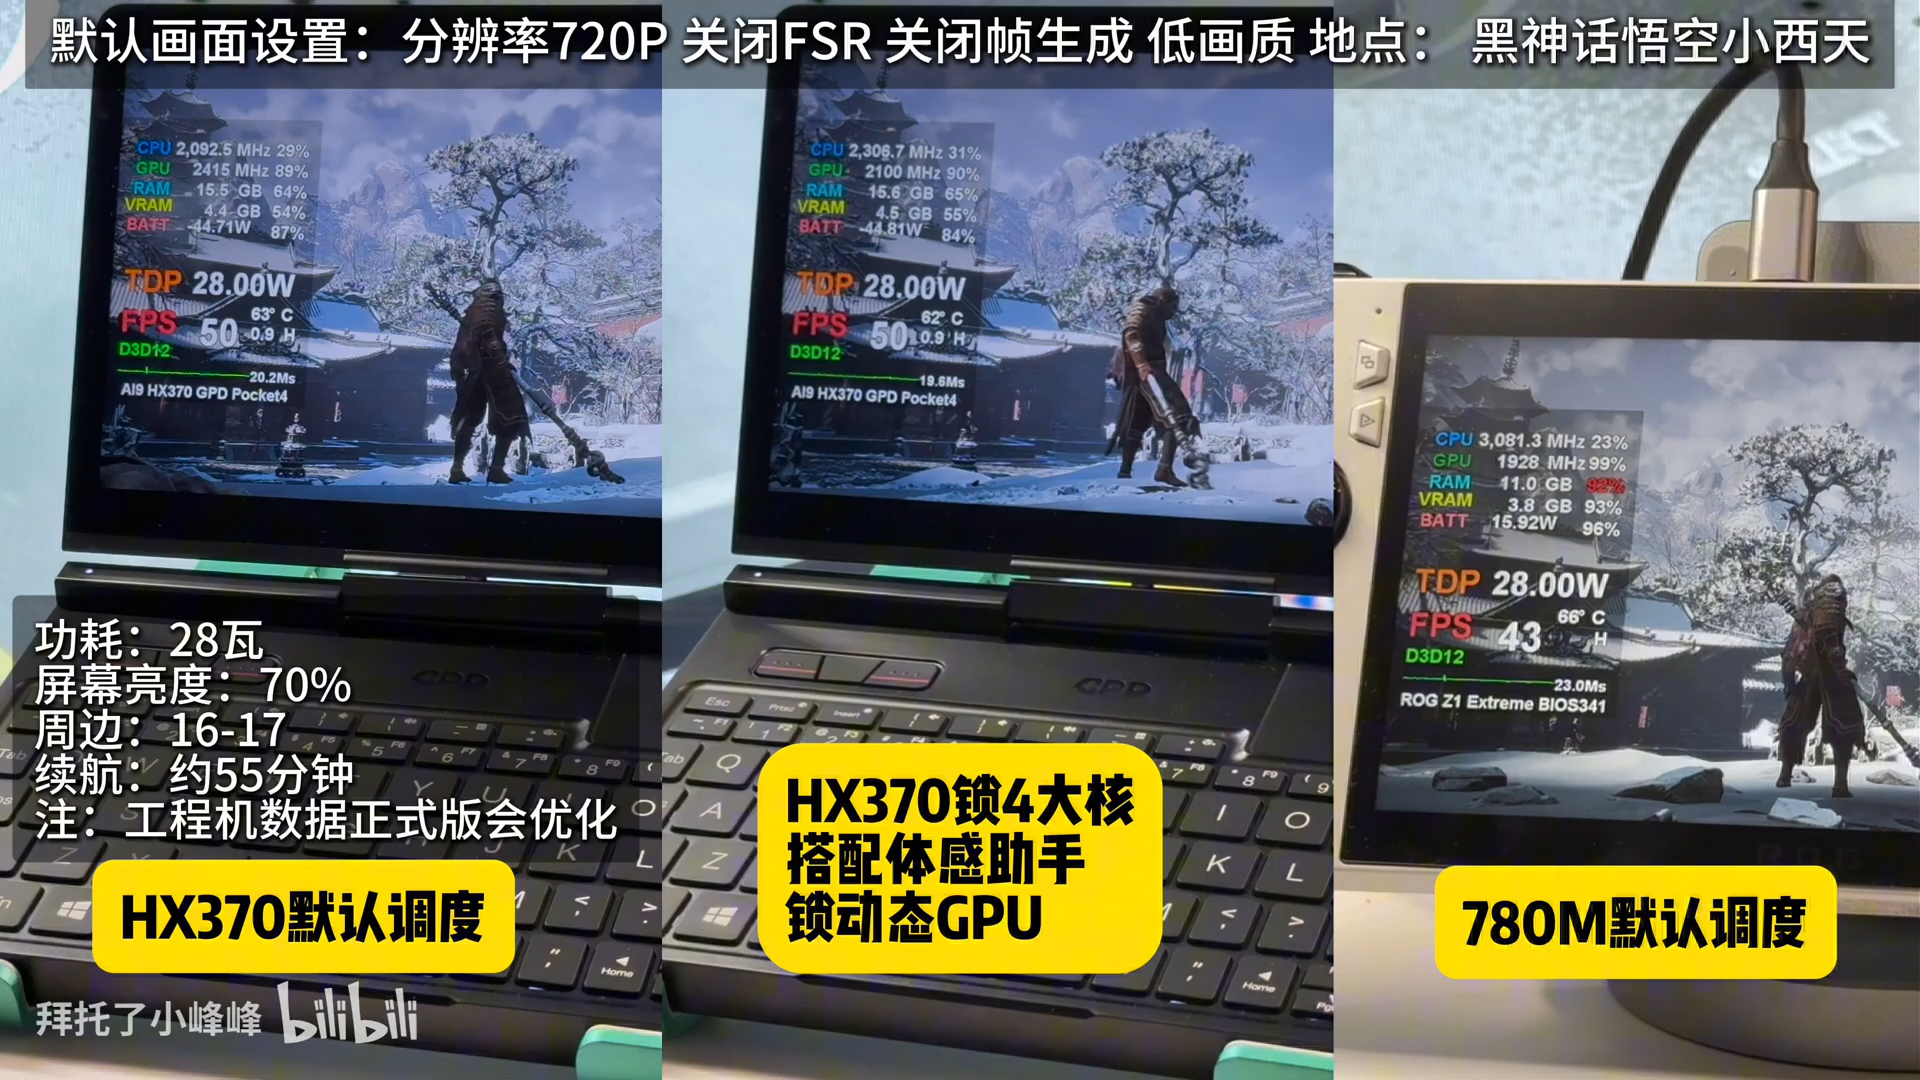 默认画面设置：分辨率720P 关闭FSR 关闭帧生成 低画质 地点： 黑神话悟空小西天
CPU 2,092.5 MHz 29%
GPU 2415 MHz 89%
RAM 15.5 GB 64%
VRAM 4.4 GB 54%
BATT -44.71W 87%
TDP 28.00W
FPS 50 63° C
0.9 H
D3D12
20.2Ms
AI9 HX370 GPD Pocket4
功耗：28瓦
屏幕亮度：70%
周边：16-17
续航：约55分钟
注：工程机数据正式版会优化
HX370默认调度
拜托了小峰峰 bilibili
CPU 2,306.7 MHz 31%
GPU 2100 MHz 90%
RAM 15.6 GB 65%
VRAM 4.5 GB 55%
BATT -44.81W 84%
TDP 28.00W
FPS 50 62° C
0.9 H
D3D12
19.6Ms
AI9 HX370 GPD Pocket4
GPD
Esc
Prtsc
Insert
Q
A
Z
I
O
K
L
Home
HX370锁4大核
搭配体感助手
锁动态GPU
CPU 3,081.3 MHz 23%
GPU 1928 MHz 99%
RAM 11.0 GB 92%
VRAM 3.8 GB 93%
BATT 15.92W 96%
TDP 28.00W
FPS 43 66° C
H
D3D12
23.0Ms
ROG Z1 Extreme BIOS341
780M默认调度